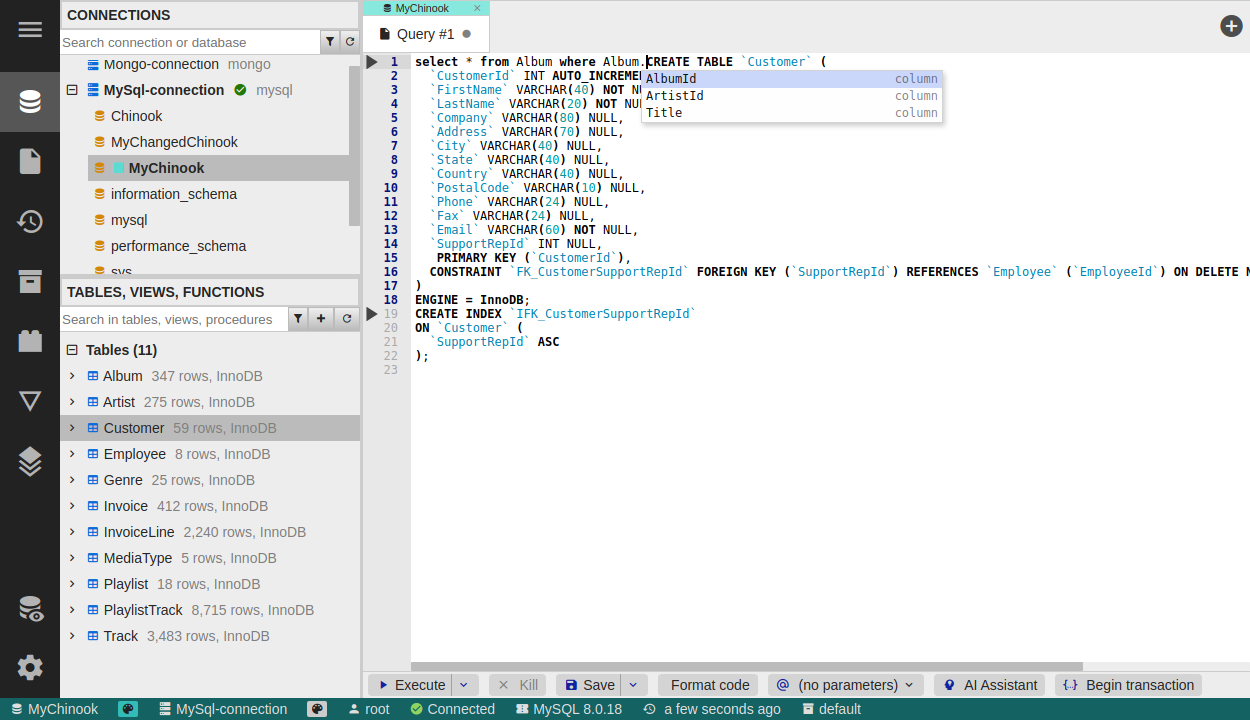 CONNECTIONS
Search connection or database
Mongo-connection mongo
MySql-connection mysql
Chinook
MyChangedChinook
MyChinook
information_schema
mysql
performance_schema
sys
TABLES, VIEWS, FUNCTIONS
Search in tables, views, procedures
Tables (11)
Album 347 rows, InnoDB
Artist 275 rows, InnoDB
Customer 59 rows, InnoDB
Employee 8 rows, InnoDB
Genre 25 rows, InnoDB
Invoice 412 rows, InnoDB
InvoiceLine 2,240 rows, InnoDB
MediaType 5 rows, InnoDB
Playlist 18 rows, InnoDB
PlaylistTrack 8,715 rows, InnoDB
Track 3,483 rows, InnoDB
MyChinook ×
Query #1
1 select * from Album where Album.CREATE TABLE `Customer` (
2 `CustomerId` INT AUTO_INCREMEN
3 `FirstName` VARCHAR(40) NOT NU
4 `LastName` VARCHAR(20) NOT NUL
5 `Company` VARCHAR(80) NULL,
6 `Address` VARCHAR(70) NULL,
7 `City` VARCHAR(40) NULL,
8 `State` VARCHAR(40) NULL,
9 `Country` VARCHAR(40) NULL,
10 `PostalCode` VARCHAR(10) NULL,
11 `Phone` VARCHAR(24) NULL,
12 `Fax` VARCHAR(24) NULL,
13 `Email` VARCHAR(60) NOT NULL,
14 `SupportRepId` INT NULL,
15 PRIMARY KEY (`CustomerId`),
16 CONSTRAINT `FK_CustomerSupportRepId` FOREIGN KEY (`SupportRepId`) REFERENCES `Employee` (`EmployeeId`) ON DELETE N
17 )
18 ENGINE = InnoDB;
19 CREATE INDEX `IFK_CustomerSupportRepId`
20 ON `Customer` (
21 `SupportRepId` ASC
22 );
23
AlbumId column
ArtistId column
Title column
Execute Kill Save Format code (no parameters) AI Assistant Begin transaction
MyChinook MySql-connection root Connected MySQL 8.0.18 a few seconds ago default